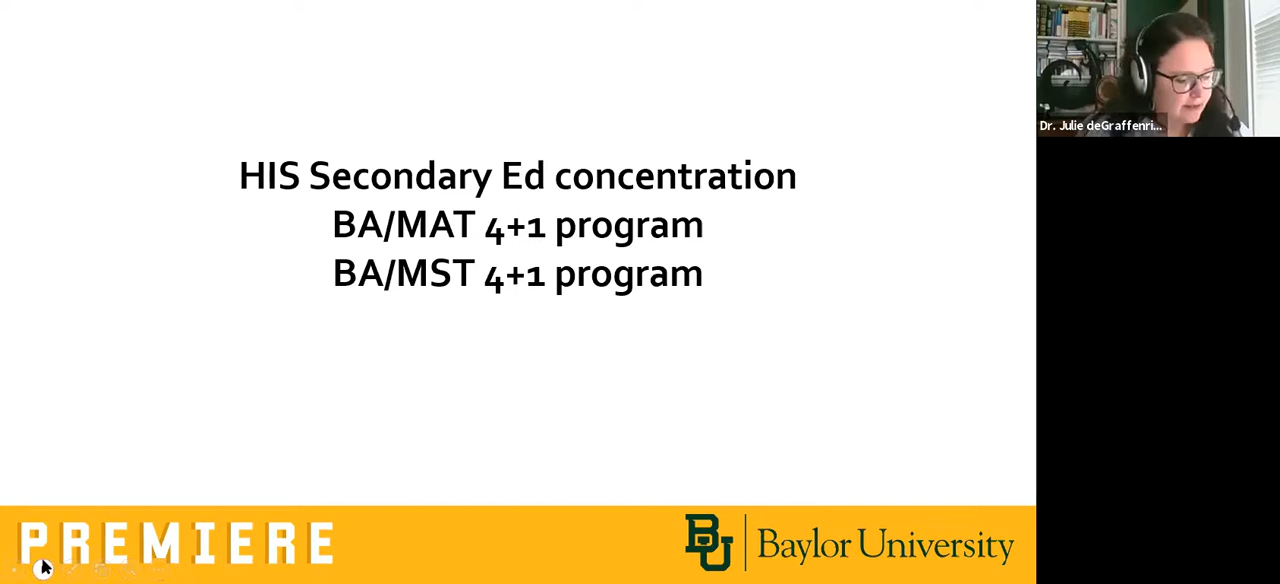 HIS Secondary Ed concentration
BA/MAT 4+1 program
BA/MST 4+1 program
Dr. Julie deGraffenri...
PREMIERE
BU
Baylor University